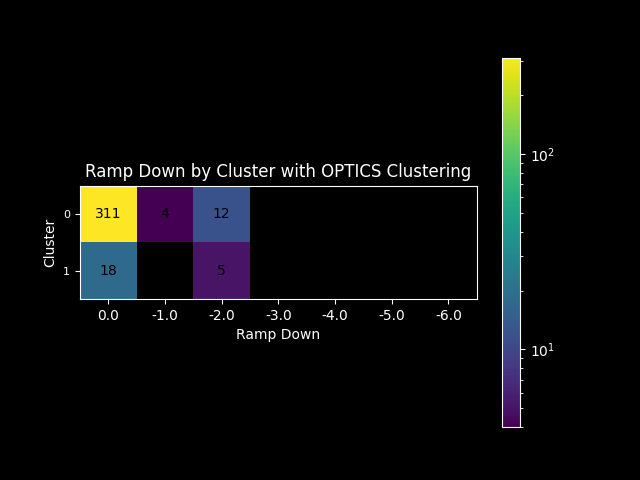 Ramp Down by Cluster with OPTICS Clustering
Cluster
0 311 4 12
1 18 5
0.0 -1.0 -2.0 -3.0 -4.0 -5.0 -6.0
Ramp Down
10²
10¹